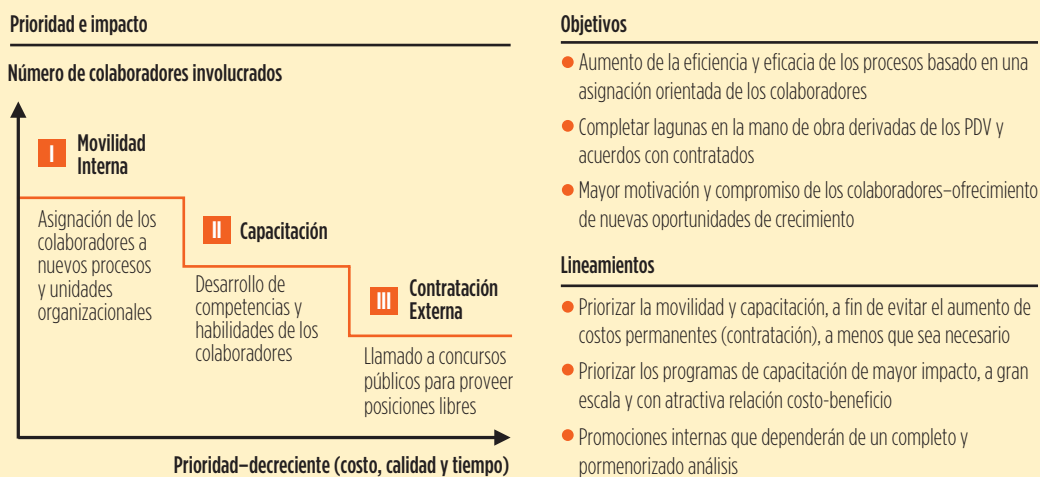 Prioridad e impacto
Número de colaboradores involucrados
I
Movilidad
Interna
Asignación de los
colaboradores a
nuevos procesos
y unidades
organizacionales
II
Capacitación
Desarrollo de
competencias y
habilidades de los
colaboradores
III
Contratación
Externa
Llamado a concursos
públicos para proveer
posiciones libres
Prioridad–decreciente (costo, calidad y tiempo)
Objetivos
● Aumento de la eficiencia y eficacia de los procesos basado en una
asignación orientada de los colaboradores
● Completar lagunas en la mano de obra derivadas de los PDV y
acuerdos con contratados
● Mayor motivación y compromiso de los colaboradores–ofrecimiento
de nuevas oportunidades de crecimiento
Lineamientos
● Priorizar la movilidad y capacitación, a fin de evitar el aumento de
costos permanentes (contratación), a menos que sea necesario
● Priorizar los programas de capacitación de mayor impacto, a gran
escala y con atractiva relación costo-beneficio
● Promociones internas que dependerán de un completo y
pormenorizado análisis